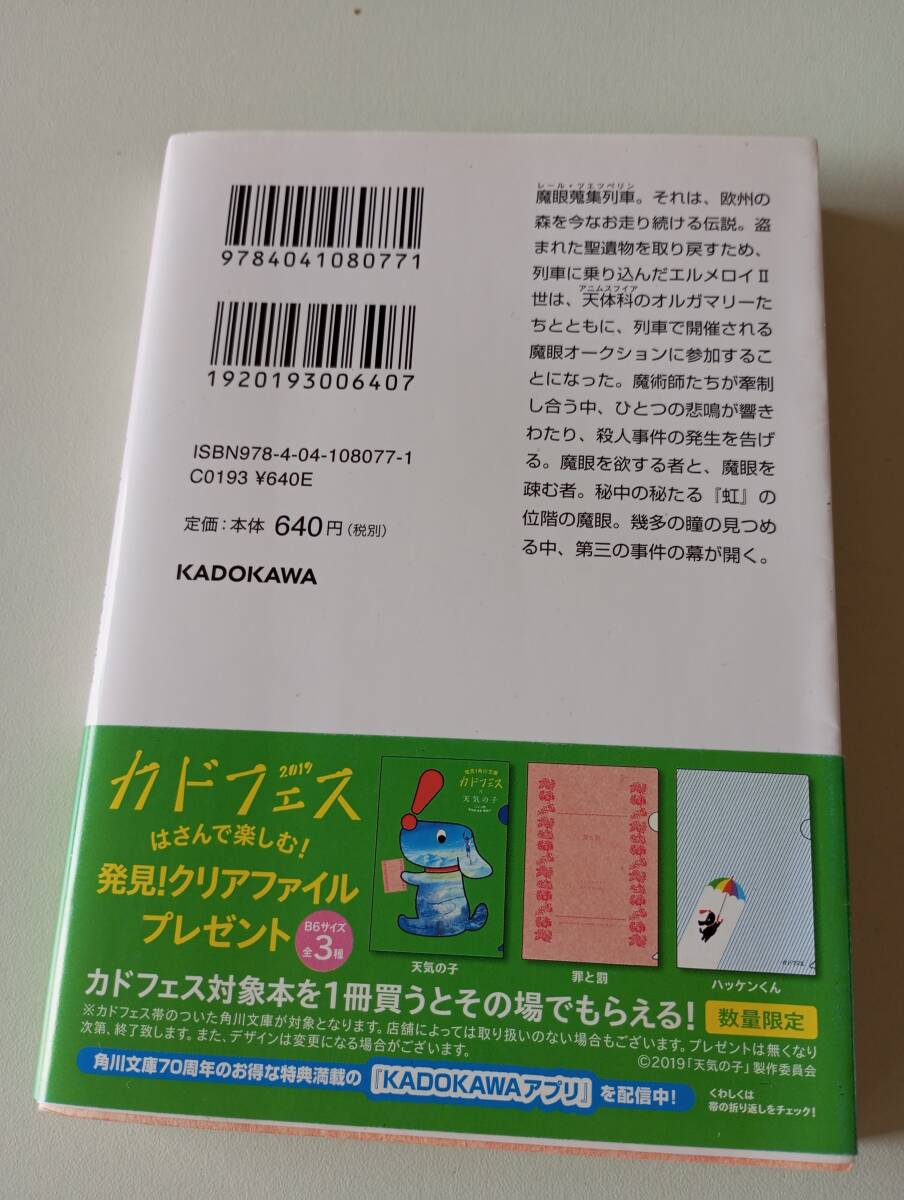 9784041080771
1920193006407
ISBN978-4-04-108077-1
C0193 ¥640E
定価:本体 640円(税別)
KADOKAWA
レール・ツエツペリン
魔眼蒐集列車。それは、欧州の
森を今なお走り続ける伝説。盗
まれた聖遺物を取り戻すため、
列車に乗り込んだエルメロイⅡ
アニムスフイア
世は、天体科のオルガマリーた
ちとともに、列車で開催される
魔眼オークションに参加するこ
とになった。魔術師たちが牽制
し合う中、ひとつの悲鳴が響き
わたり、殺人事件の発生を告げ
る。魔眼を欲する者と、魔眼を
疎む者。秘中の秘たる『虹』の
位階の魔眼。幾多の瞳の見つめ
る中、第三の事件の幕が開く。
カドフェス
2019
はさんで楽しむ!
発見!クリアファイル
プレゼント
B6サイズ
全3種
発見!角川文庫
カドフェス
×
天気の子
天気の子
罪と罰
罪と罰
ハッケンくん
カドフェス対象本を1冊買うとその場でもらえる!
数量限定
※カドフェス帯のついた角川文庫が対象となります。店舗によっては取り扱いのない場合もございます。プレゼントは無くなり
次第、終了致します。また、デザインは変更になる場合がございます。
©2019「天気の子」製作委員会
角川文庫70周年のお得な特典満載の『KADOKAWAアプリ』を配信中!
くわしくは
帯の折り返しをチェック!